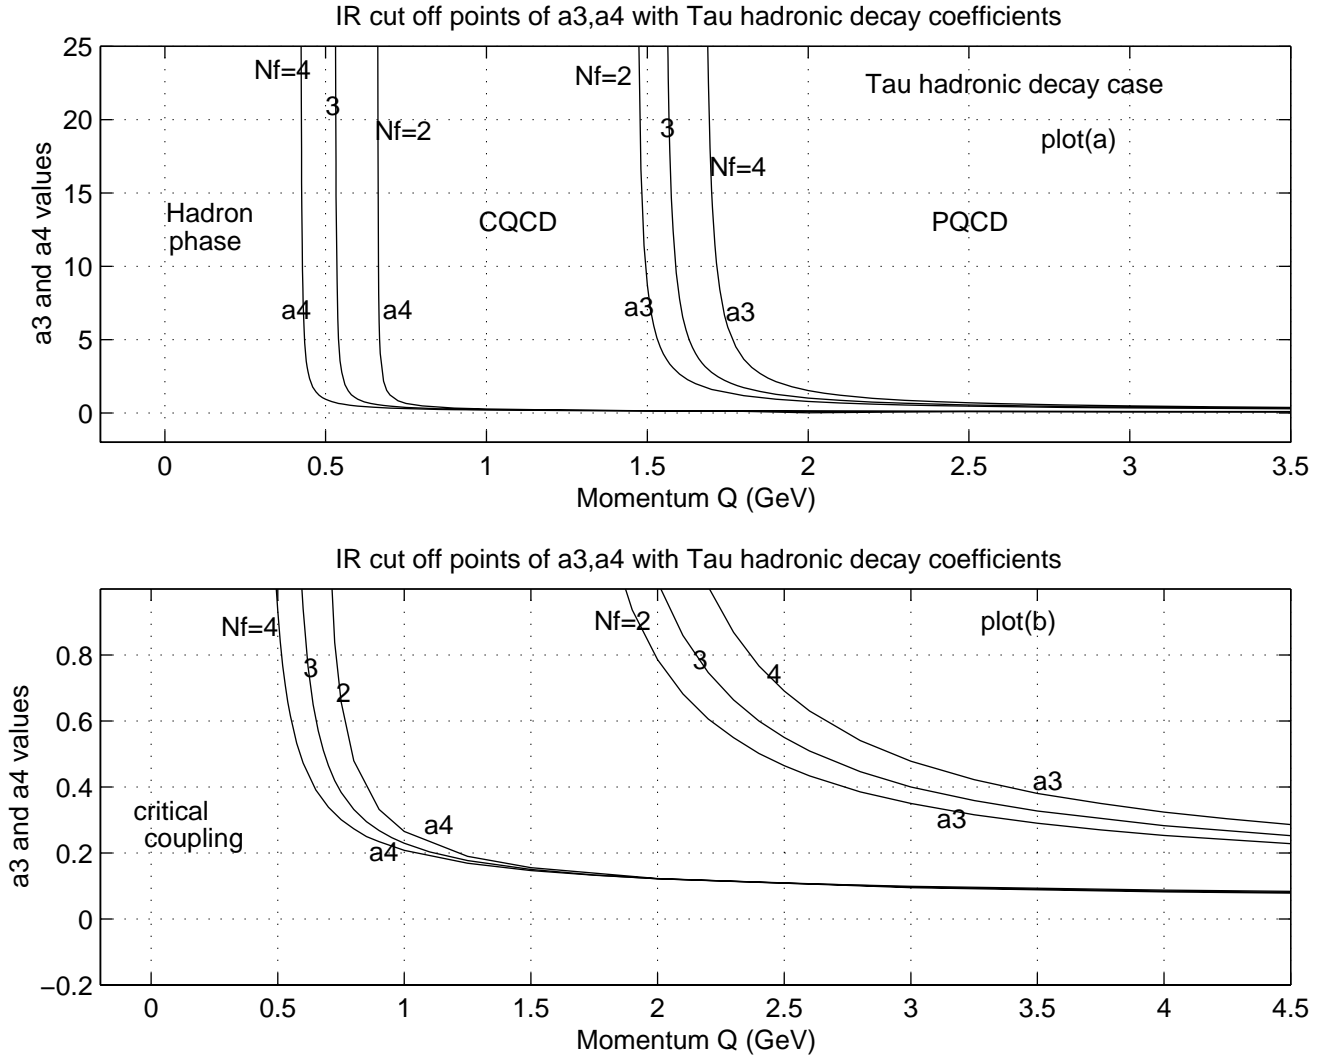 IR cut off points of a3,a4 with Tau hadronic decay coefficients
25
20
15
10
5
0
a3 and a4 values
Nf=4
3
Nf=2
Nf=2
3
Nf=4
Tau hadronic decay case
plot(a)
Hadron
phase
CQCD
PQCD
a4
a4
a3
a3
0 0.5 1 1.5 2 2.5 3 3.5
Momentum Q (GeV)
IR cut off points of a3,a4 with Tau hadronic decay coefficients
0.8
0.6
0.4
0.2
0
−0.2
a3 and a4 values
Nf=4
3
2
Nf=2
3
4
plot(b)
critical
coupling
a4
a4
a3
a3
0 0.5 1 1.5 2 2.5 3 3.5 4 4.5
Momentum Q (GeV)